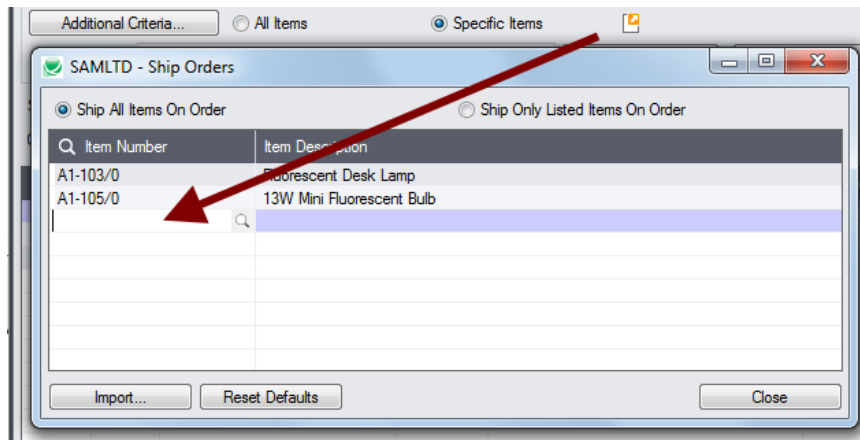 Additional Criteria... All Items Specific Items
SAMLTD - Ship Orders
Ship All Items On Order Ship Only Listed Items On Order
Item Number Item Description
A1-103/0 Fluorescent Desk Lamp
A1-105/0 13W Mini Fluorescent Bulb
Import... Reset Defaults Close